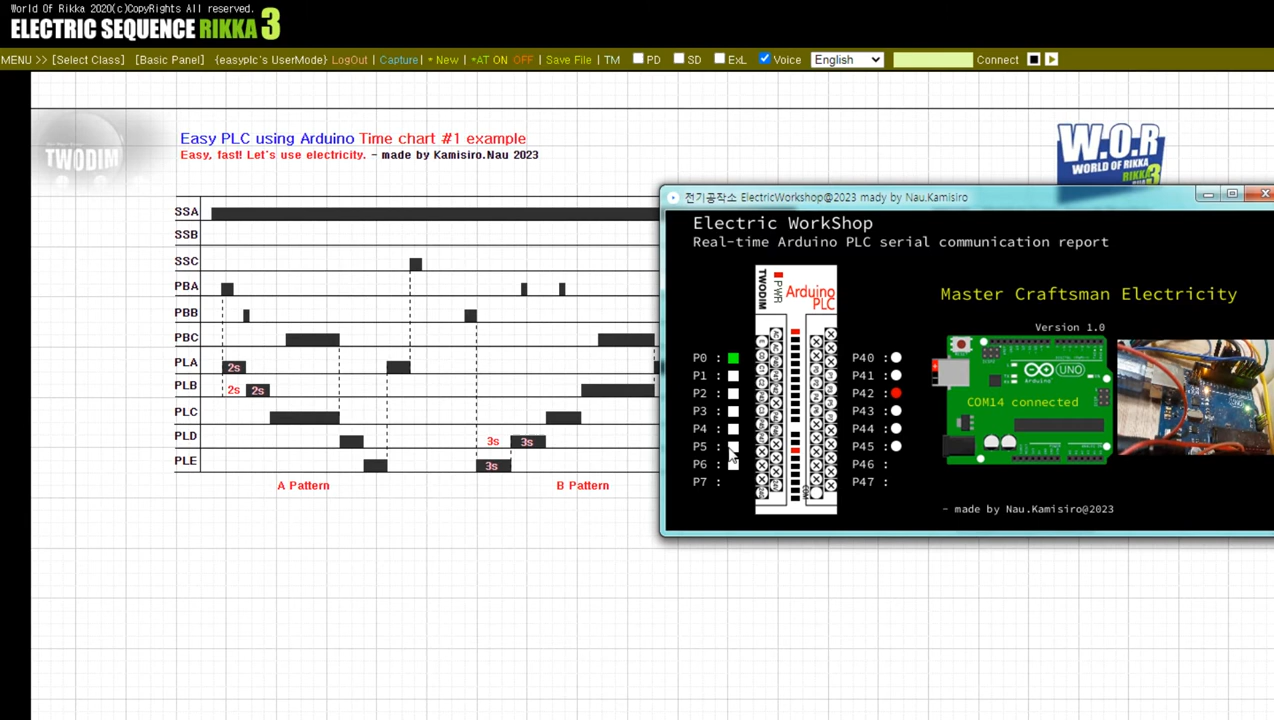 World Of Rikka 2020(c)CopyRights All reserved.
ELECTRIC SEQUENCE RIKKA 3
MENU >> [Select Class] [Basic Panel] {easyplc's UserMode} LogOut | Capture | * New | *AT ON OFF | Save File | TM PD SD ExL Voice English Connect
Easy PLC using Arduino Time chart #1 example
Easy, fast! Let's use electricity. - made by Kamisiro.Nau 2023
TWODIM
W.O.R
WORLD OF RIKKA
RIKKA 3
SSA
SSB
SSC
PBA
PBB
PBC
PLA 2s
PLB 2s 2s
PLC
PLD 3s 3s
PLE 3s
A Pattern B Pattern
전기공작소 ElectricWorkshop@2023 mady by Nau.Kamisiro
Electric WorkShop
Real-time Arduino PLC serial communication report
TWODIM
PWR
Arduino
PLC
COM
P0 :
P1 :
P2 :
P3 :
P4 :
P5 :
P6 :
P7 :
P40 :
P41 :
P42 :
P43 :
P44 :
P45 :
P46 :
P47 :
Master Craftsman Electricity
Version 1.0
UNO
ARDUINO
COM14 connected
- made by Nau.Kamisiro@2023